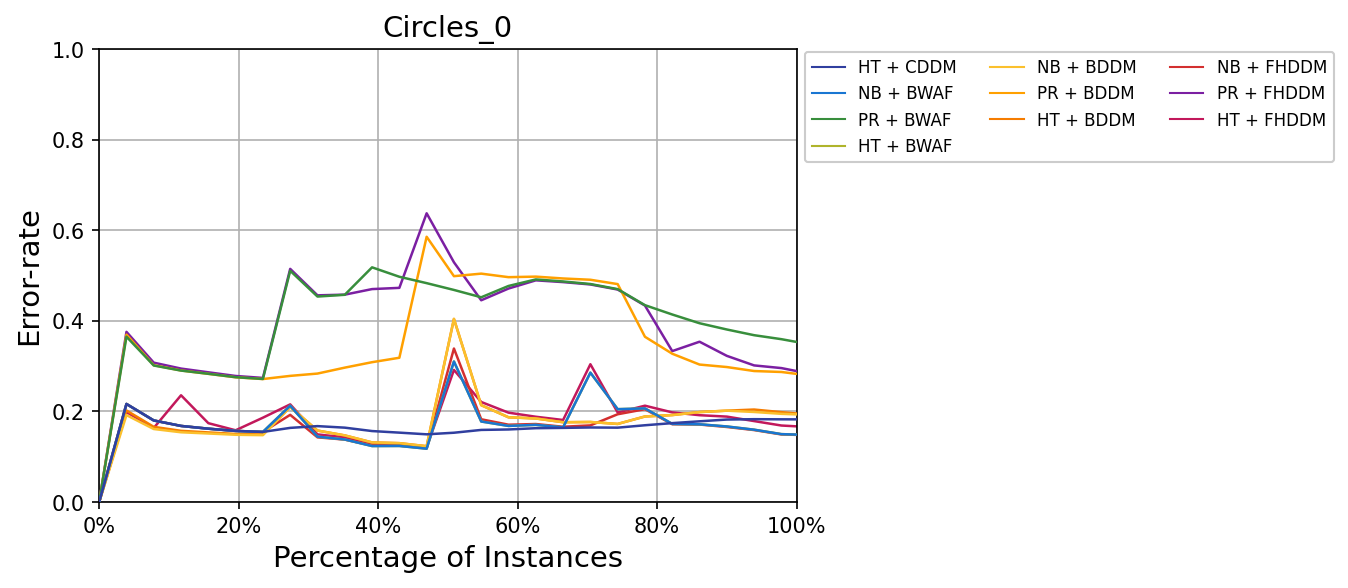 Circles_0
1.0
0.8
0.6
0.4
0.2
0.0
Error-rate
0% 20% 40% 60% 80% 100%
Percentage of Instances
HT + CDDM NB + BDDM NB + FHDDM
NB + BWAF PR + BDDM PR + FHDDM
PR + BWAF HT + BDDM HT + FHDDM
HT + BWAF